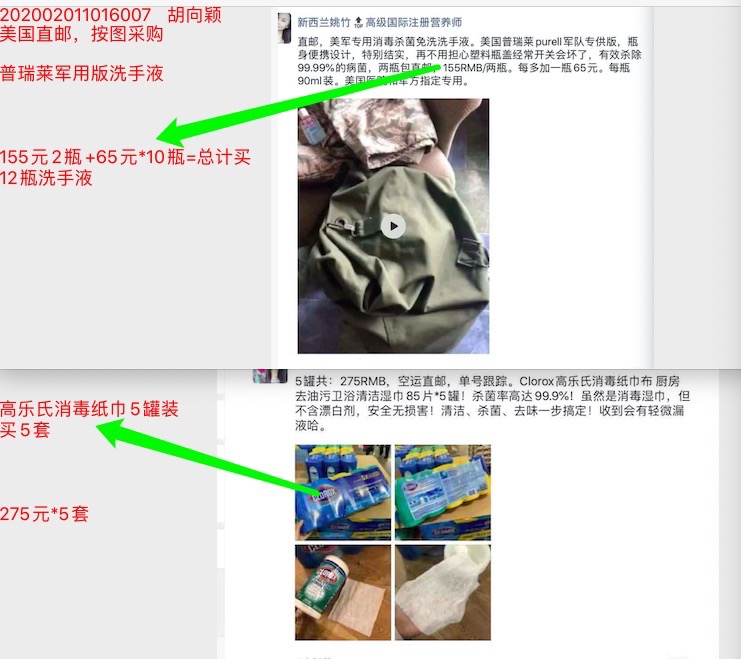 202002011016007 胡向颖
美国直邮，按图采购
普瑞莱军用版洗手液
155元2瓶+65元*10瓶=总计买
12瓶洗手液
新西兰姚竹🔝高级国际注册营养师
直邮，美军专用消毒杀菌免洗洗手液。美国普瑞莱purell军队专供版，瓶
身便携设计，特别结实，再不用担心塑料瓶盖经常开关会坏了，有效杀除
99.99%的病菌，两瓶包直邮，155RMB/两瓶。每多加一瓶65元。每瓶
90ml装。美国医院和军方指定专用。
高乐氏消毒纸巾5罐装
买5套
275元*5套
5罐共：275RMB，空运直邮，单号跟踪。Clorox高乐氏消毒纸巾布 厨房
去油污卫浴清洁湿巾85片*5罐！杀菌率高达99.9%！虽然是消毒湿巾，但
不含漂白剂，安全无损害！清洁、杀菌、去味一步搞定！收到会有轻微漏
液哈。
CLOROX
CLOROX